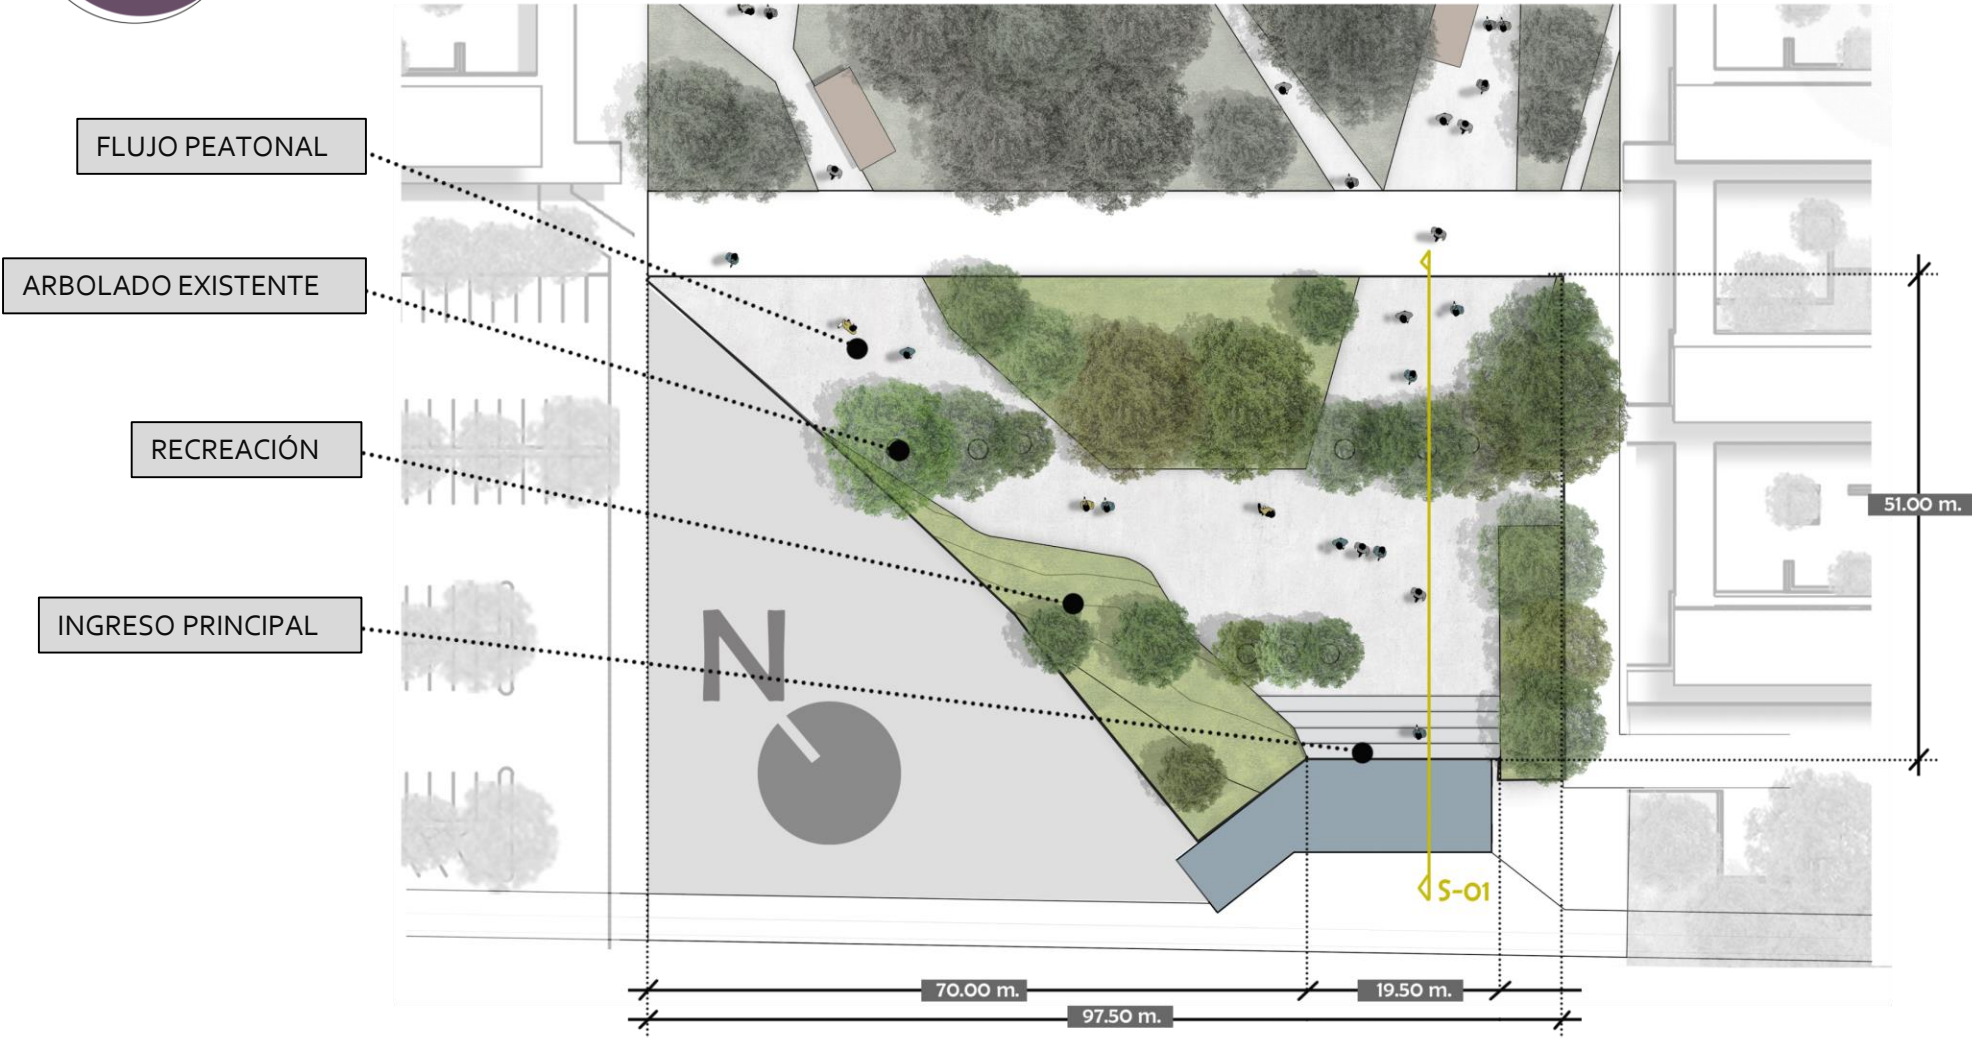 FLUJO PEATONAL
ARBOLADO EXISTENTE
RECREACIÓN
INGRESO PRINCIPAL
N
51.00 m.
S-01
70.00 m.
19.50 m.
97.50 m.